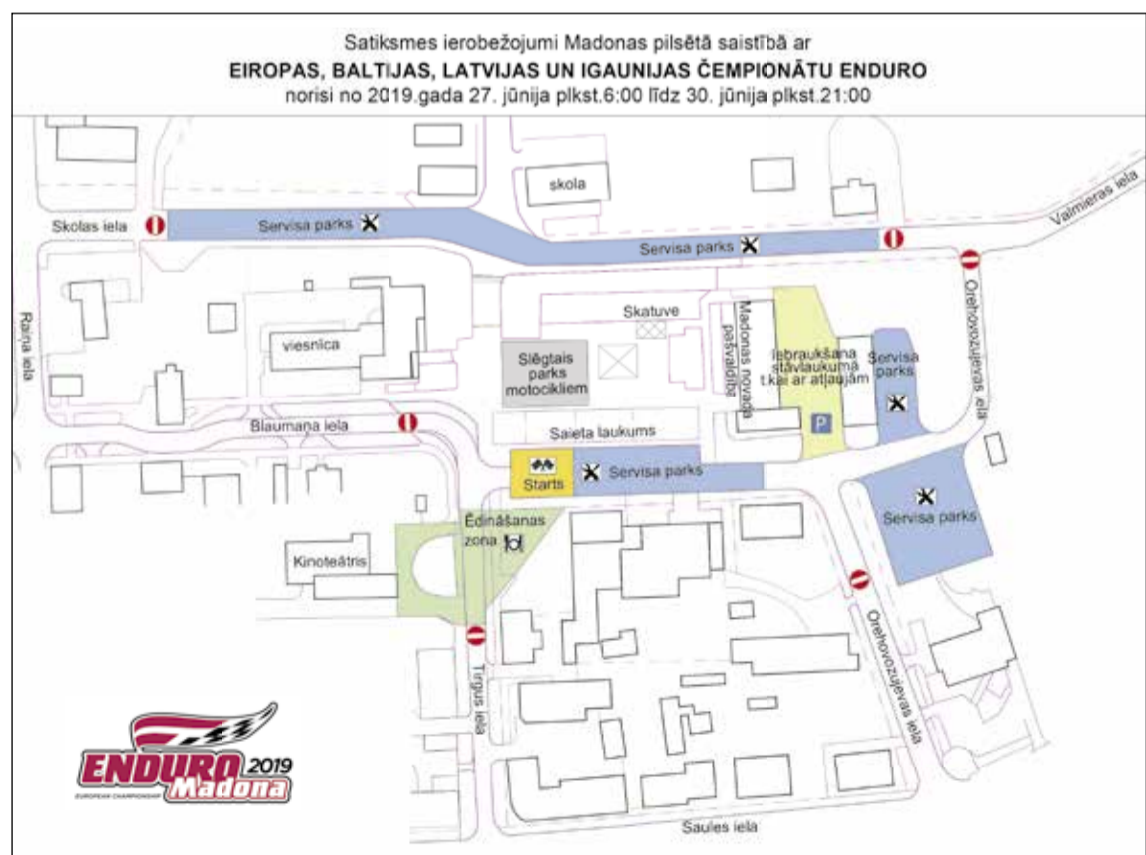 Satiksmes ierobežojumi Madonas pilsētā saistībā ar
EIROPAS, BALTIJAS, LATVIJAS UN IGAUNIJAS ČEMPIONĀTU ENDURO
norisi no 2019.gada 27. jūnija plkst.6:00 līdz 30. jūnija plkst.21:00
skola
Valmieras iela
Skolas iela
Servisa parks
Servisa parks
Raiņa iela
viesnīca
Skatuve
Slēgtais
parks
motocikliem
Madonas novada
pašvaldība
Iebraukšana
stāvlaukumā
t.kai ar atļaujām
P
Servisa
parks
Orehovozujevas iela
Blaumaņa iela
Saieta laukums
Starts
Servisa parks
Servisa parks
Ēdināšanas
zona
Kinoteātris
Tirgus iela
Orehovozujevas iela
Saules iela
ENDURO 2019
Madona
EUROPEAN CHAMPIONSHIP